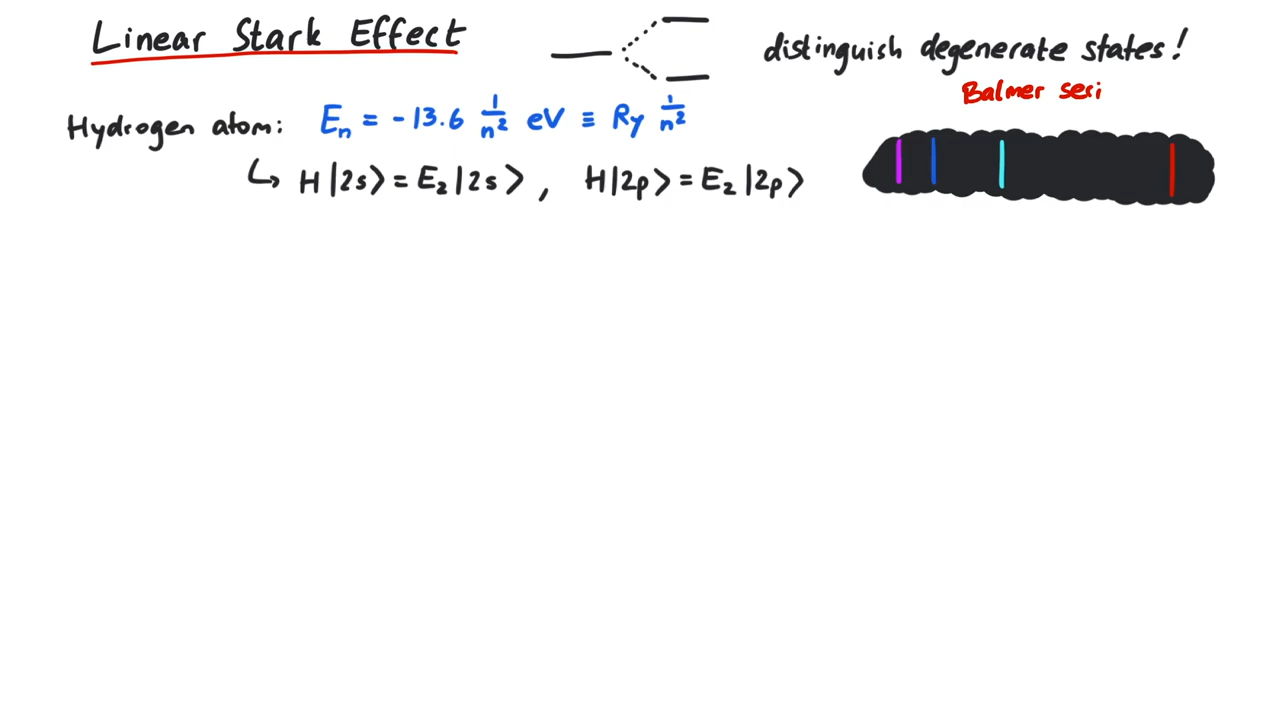 Linear Stark Effect
distinguish degenerate states!
Balmer seri
Hydrogen atom: Eₙ = -13.6 1/n² eV ≡ Ry 1/n²
↳ H|2s⟩ = E₂|2s⟩ , H|2p⟩ = E₂|2p⟩